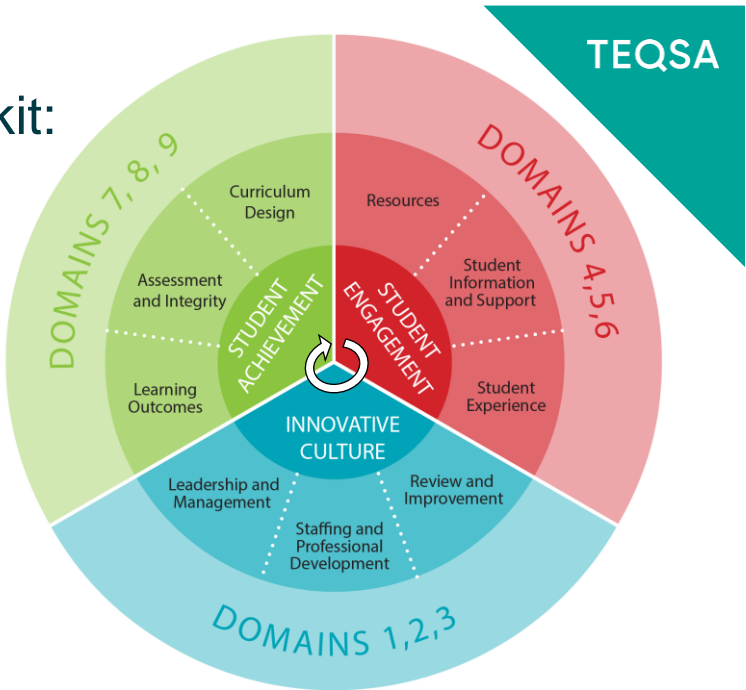 TEQSA
kit:
DOMAINS 7, 8, 9
Curriculum
Design
Assessment
and Integrity
Learning
Outcomes
STUDENT
ACHIEVEMENT
DOMAINS 4,5,6
Resources
Student
Information
and Support
Student
Experience
STUDENT
ENGAGEMENT
INNOVATIVE
CULTURE
Leadership and
Management
Staffing and
Professional
Development
Review and
Improvement
DOMAINS 1,2,3